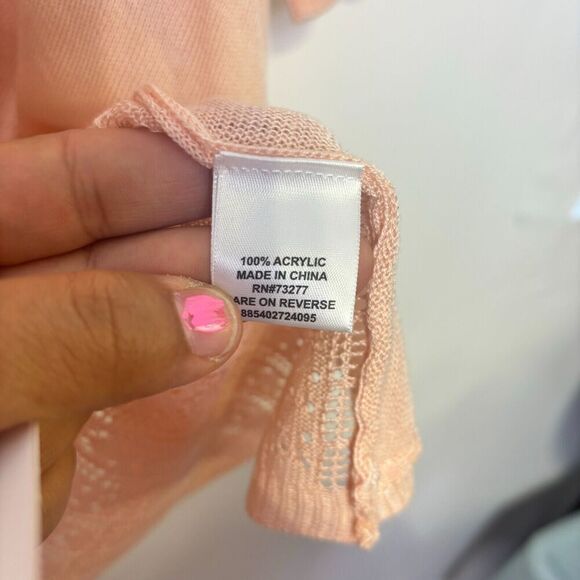 100% ACRYLIC
MADE IN CHINA
RN#73277
ARE ON REVERSE
885402724095